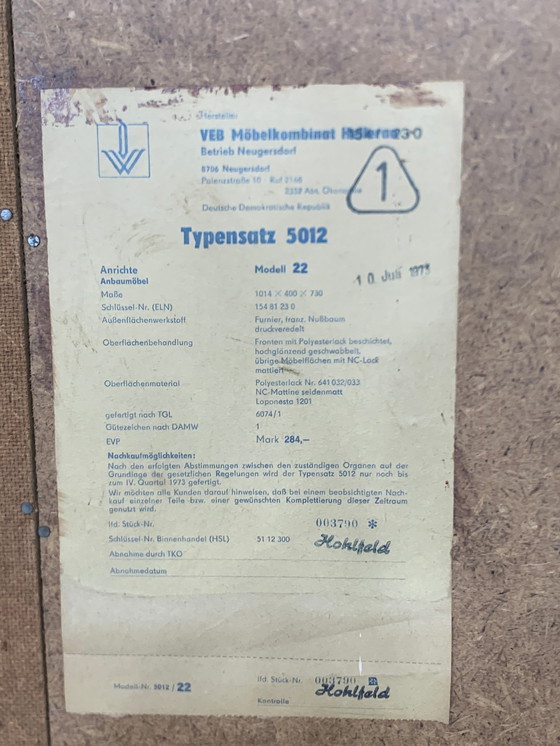 Hersteller
VEB Möbelkombinat Hellerau
Betrieb Neugersdorf
8706 Neugersdorf
Ruf 2168
Deutsche Demokratische Republik
1
Typensatz 5012
Anrichte Modell 22
Anbaumöbel
10. Juli 1973
Maße 1014 × 400 × 730
Schlüssel-Nr. (ELN) 154 81 23 0
Außenflächenwerkstoff Furnier, franz. Nußbaum
druckveredelt
Oberflächenbehandlung Fronten mit Polyesterlack beschichtet,
hochglänzend geschwabbelt,
übrige Möbelflächen mit NC-Lack
mattiert
Oberflächenmaterial Polyesterlack Nr. 641 032/033
NC-Mattine seidenmatt
Loponesta 1201
gefertigt nach TGL 6074/1
Gütezeichen nach DAMW 1
EVP Mark 284,—
Nachkaufmöglichkeiten:
Nach den erfolgten Abstimmungen zwischen den zuständigen Organen auf der
Grundlage der gesetzlichen Regelungen wird der Typensatz 5012 nur noch bis
zum IV. Quartal 1973 gefertigt.
Wir möchten alle Kunden darauf hinweisen, daß bei einem beabsichtigten Nach-
kauf einzelner Teile bzw. einer gewünschten Komplettierung dieser Zeitraum
genutzt wird.
lfd. Stück-Nr. 003790 *
Schlüssel-Nr. Binnenhandel (HSL) 51 12 300
Hohlfeld
Abnahme durch TKO
Abnahmedatum
Modell-Nr. 5012 / 22
lfd. Stück-Nr. 003790
Hohlfeld
Kontrolle